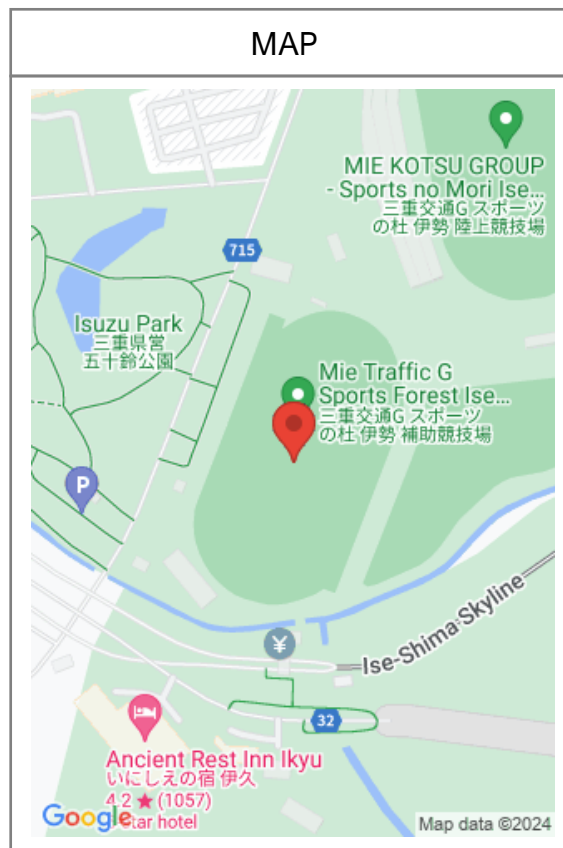 MAP
MIE KOTSU GROUP
- Sports no Mori Ise...
三重交通G スポーツ
の杜 伊勢 陸上競技場
715
Isuzu Park
三重県営
五十鈴公園
Mie Traffic G
Sports Forest Ise...
三重交通G スポーツ
の杜 伊勢 補助競技場
P
Ise-Shima-Skyline
¥
32
Ancient Rest Inn Ikyu
いにしえの宿 伊久
4.2 ★ (1057)
hotel
Google
Map data ©2024